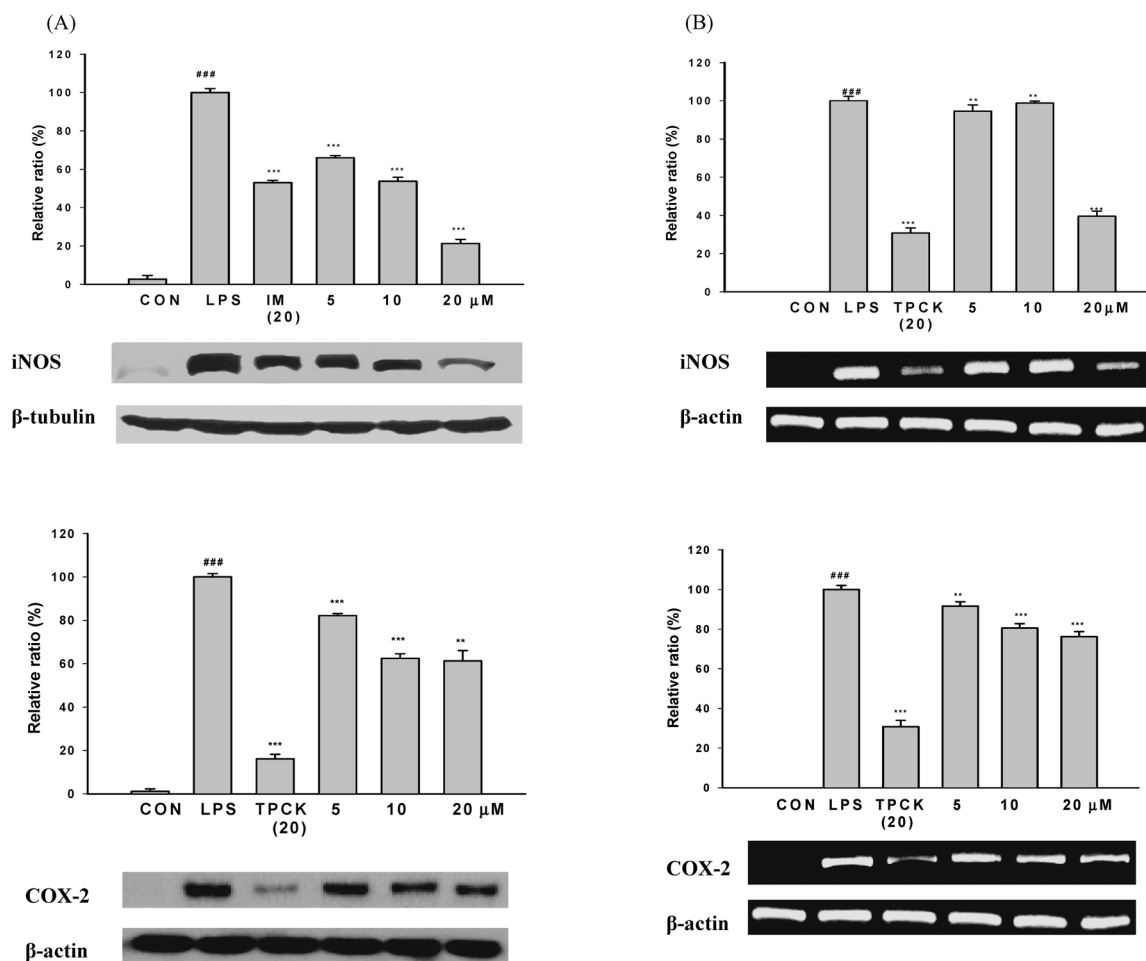 (A)
Relative ratio (%)
120
100
80
60
40
20
0
###
***
***
***
***
CON LPS IM (20) 5 10 20 μM
iNOS
β-tubulin
(B)
Relative ratio (%)
120
100
80
60
40
20
0
###
***
**
**
***
CON LPS TPCK (20) 5 10 20μM
iNOS
β-actin
Relative ratio (%)
120
100
80
60
40
20
0
###
***
***
***
**
CON LPS TPCK (20) 5 10 20 μM
COX-2
β-actin
Relative ratio (%)
120
100
80
60
40
20
0
###
***
**
***
***
CON LPS TPCK (20) 5 10 20 μM
COX-2
β-actin